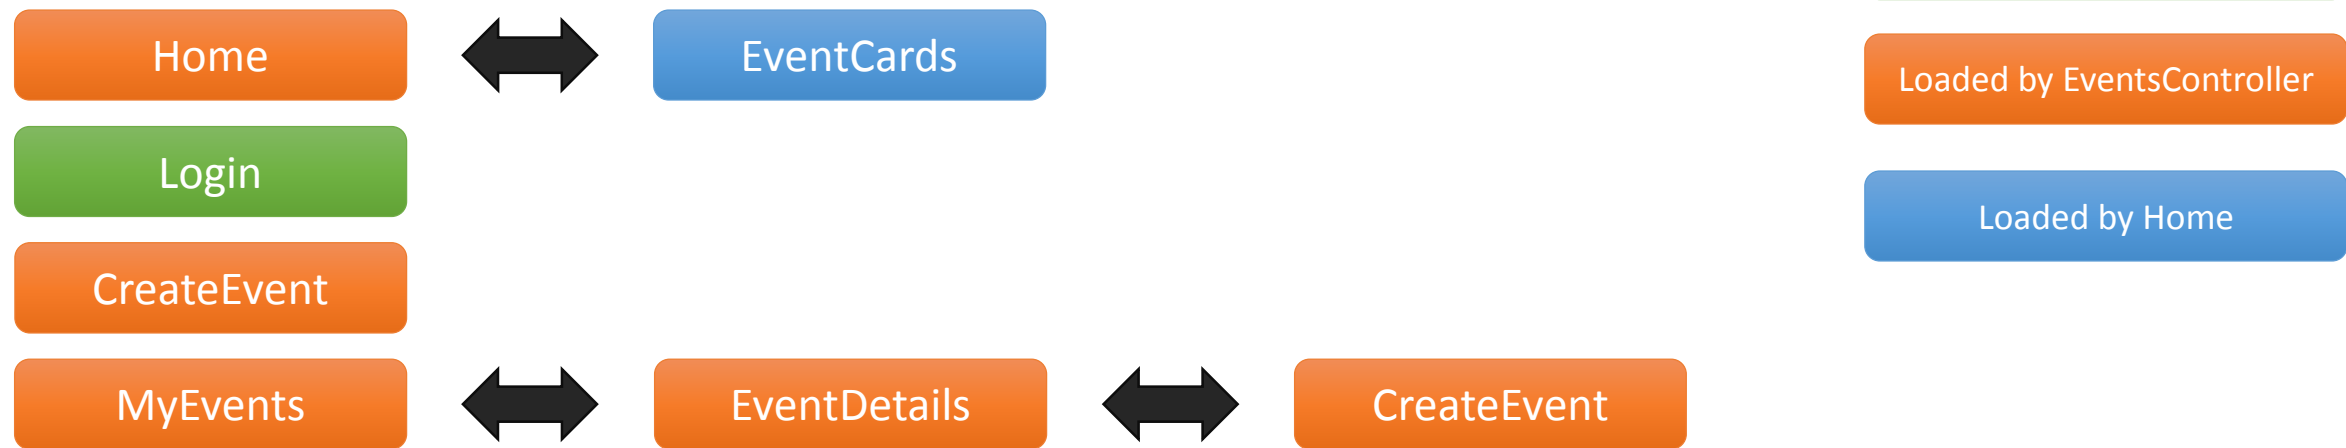 Home
EventCards
Loaded by EventsController
Login
Loaded by Home
CreateEvent
MyEvents
EventDetails
CreateEvent